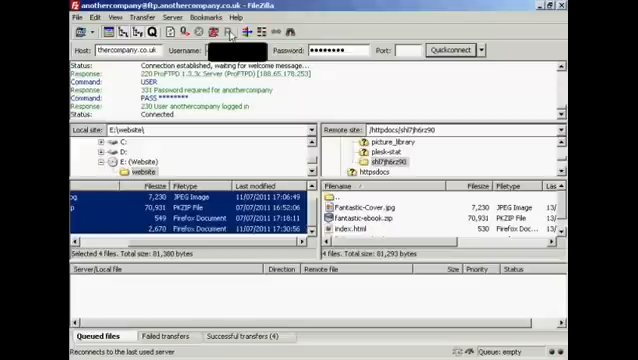 anothercompany@ftp.anothercompany.co.uk - FileZilla
File Edit View Transfer Server Bookmarks Help
Host: thercompany.co.uk Username: Password: ●●●●●●●● Port: Quickconnect
Status: Connection established, waiting for welcome message...
Response: 220 ProFTPD 1.3.3c Server (ProFTPD) [188.65.178.253]
Command: USER
Response: 331 Password required for anothercompany
Command: PASS ********
Response: 230 User anothercompany logged in
Status: Connected
Local site: E:\website\
Remote site: /httpdocs/shl7jh6rz90
C:
D:
E: (Website)
website
picture_library
plesk-stat
shl7jh6rz90
httpsdocs
Filesize Filetype Last modified
pg 7,230 JPEG Image 11/07/2011 17:06:49
p 70,931 PKZIP File 11/07/2011 16:52:06
549 Firefox Document 11/07/2011 17:18:11
2,670 Firefox Document 11/07/2011 17:30:56
Selected 4 files. Total size: 81,380 bytes
Filename Filesize Filetype Las
..
Fantastic-Cover.jpg 7,230 JPEG Image 13/
fantastic-ebook.zip 70,931 PKZIP File 13/
index.html Firefox Document 13/
4 files. Total size: 81,293 bytes
Server/Local file Direction Remote file Size Priority Status
Queued files Failed transfers Successful transfers (4)
Reconnects to the last used server Queue: empty